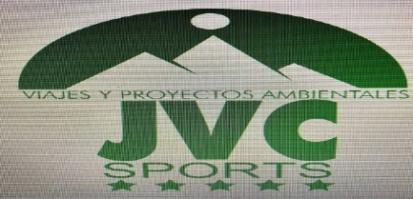 VIAJES Y PROYECTOS AMBIENTALES
JVC
SPORTS